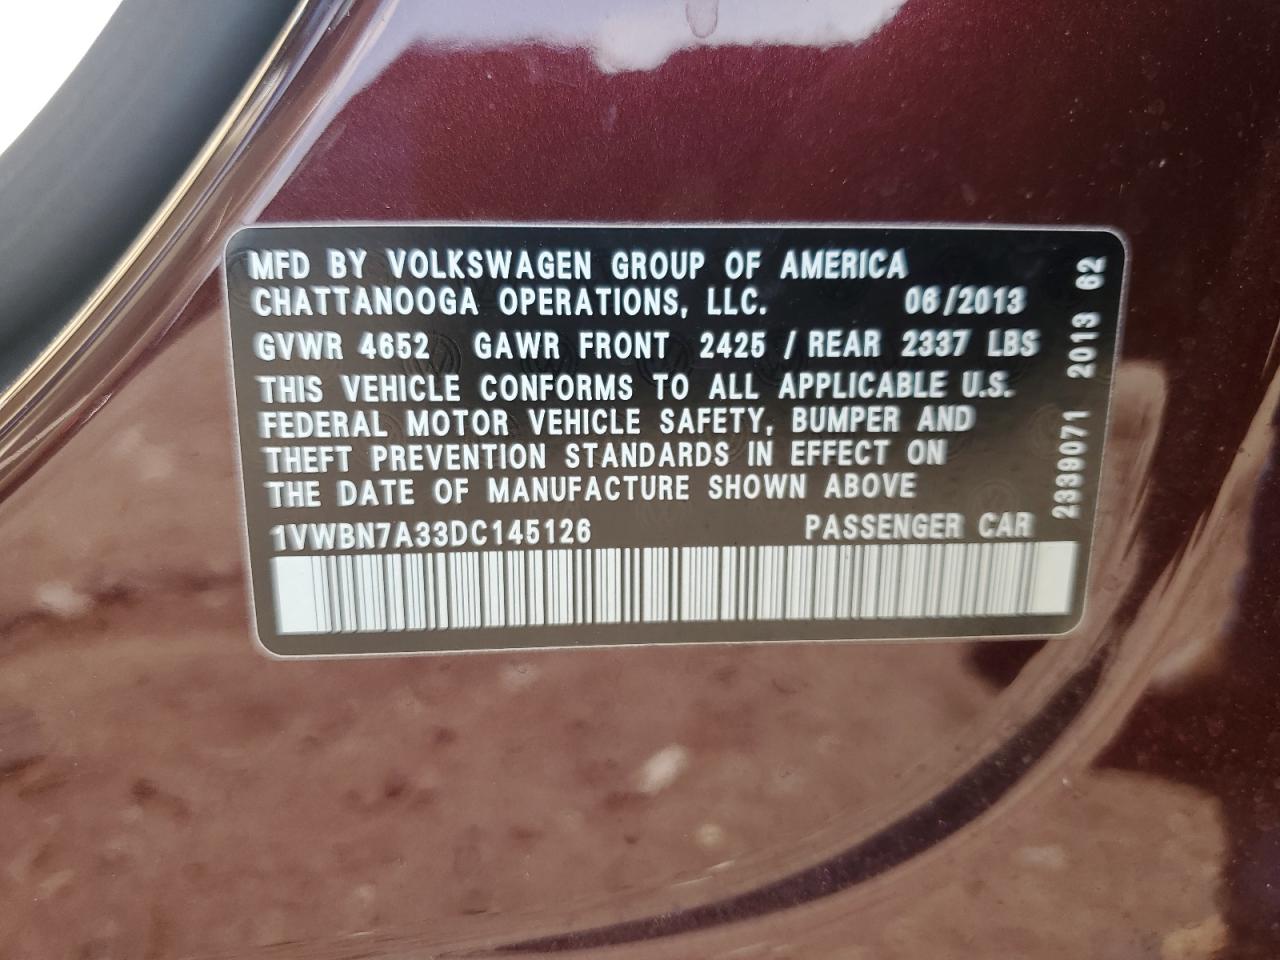 MFD BY VOLKSWAGEN GROUP OF AMERICA
CHATTANOOGA OPERATIONS, LLC. 06/2013
GVWR 4652 GAWR FRONT 2425 / REAR 2337 LBS
THIS VEHICLE CONFORMS TO ALL APPLICABLE U.S.
FEDERAL MOTOR VEHICLE SAFETY, BUMPER AND
THEFT PREVENTION STANDARDS IN EFFECT ON
THE DATE OF MANUFACTURE SHOWN ABOVE
1VWBN7A33DC145126 PASSENGER CAR
2339071 2013 62